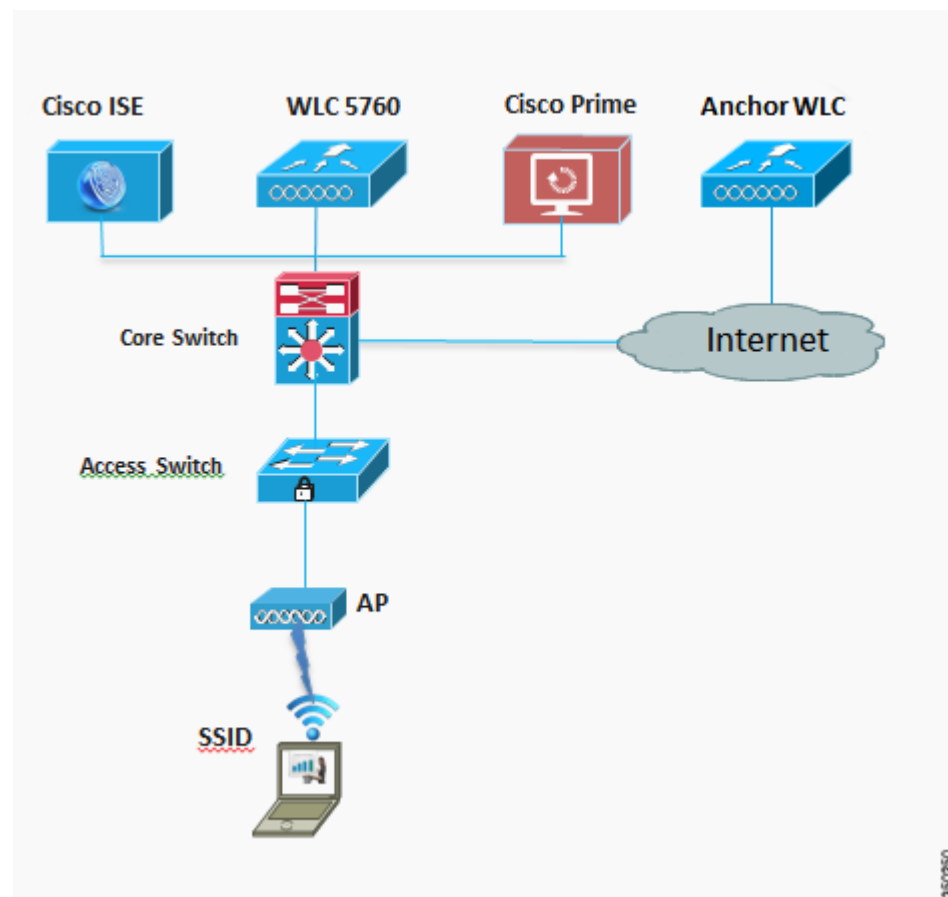 Cisco ISE
WLC 5760
Cisco Prime
Anchor WLC
Core Switch
Internet
Access Switch
AP
SSID